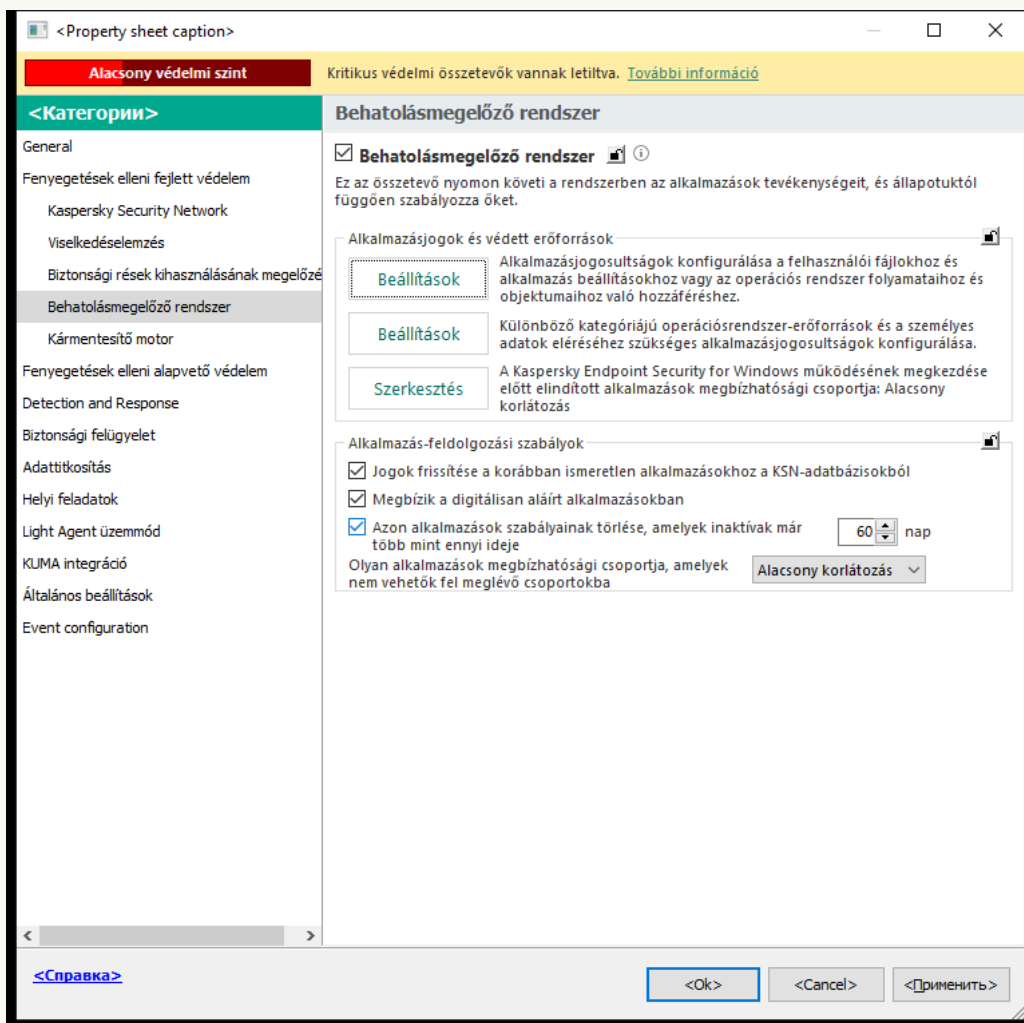 <Property sheet caption>
Alacsony védelmi szint
Kritikus védelmi összetevők vannak letiltva. További információ
<Категории>
General
Fenyegetések elleni fejlett védelem
Kaspersky Security Network
Viselkedéselemzés
Biztonsági rések kihasználásának megelőzé
Behatolásmegelőző rendszer
Kármentesítő motor
Fenyegetések elleni alapvető védelem
Detection and Response
Biztonsági felügyelet
Adattitkosítás
Helyi feladatok
Light Agent üzemmód
KUMA integráció
Általános beállítások
Event configuration
Behatolásmegelőző rendszer
Behatolásmegelőző rendszer
Ez az összetevő nyomon követi a rendszerben az alkalmazások tevékenységeit, és állapotuktól
függően szabályozza őket.
Alkalmazásjogok és védett erőforrások
Beállítások
Alkalmazásjogosultságok konfigurálása a felhasználói fájlokhoz és
alkalmazás beállításokhoz vagy az operációs rendszer folyamataihoz és
objektumaihoz való hozzáféréshez.
Beállítások
Különböző kategóriájú operációsrendszer-erőforrások és a személyes
adatok eléréséhez szükséges alkalmazásjogosultságok konfigurálása.
Szerkesztés
A Kaspersky Endpoint Security for Windows működésének megkezdése
előtt elindított alkalmazások megbízhatósági csoportja: Alacsony
korlátozás
Alkalmazás-feldolgozási szabályok
Jogok frissítése a korábban ismeretlen alkalmazásokhoz a KSN-adatbázisokból
Megbízik a digitálisan aláírt alkalmazásokban
Azon alkalmazások szabályainak törlése, amelyek inaktívak már
több mint ennyi ideje
60 nap
Olyan alkalmazások megbízhatósági csoportja, amelyek
nem vehetők fel meglévő csoportokba
Alacsony korlátozás
<Справка>
<Ok>
<Cancel>
<Применить>